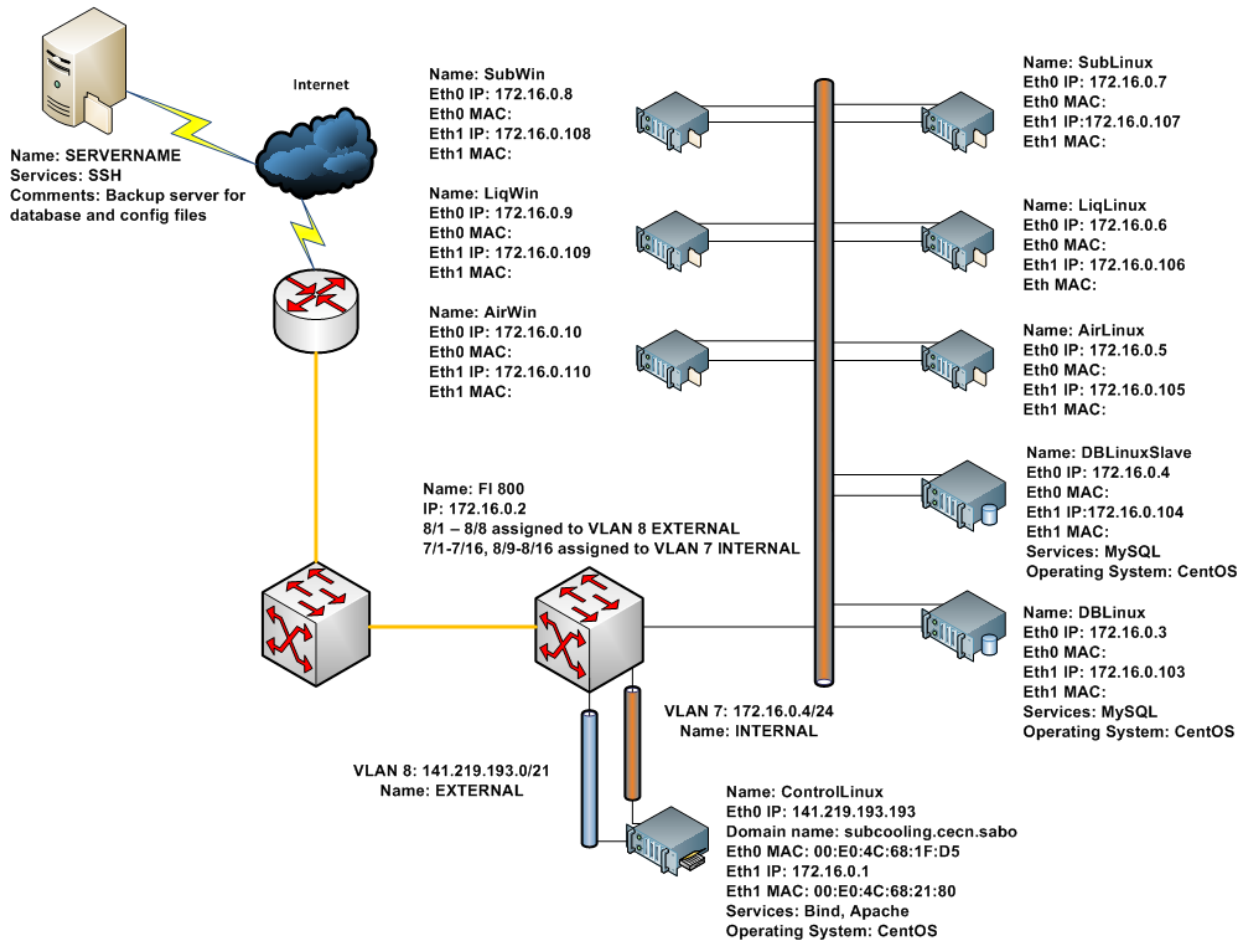 Internet
Name: SERVERNAME
Services: SSH
Comments: Backup server for
database and config files
Name: SubWin
Eth0 IP: 172.16.0.8
Eth0 MAC:
Eth1 IP: 172.16.0.108
Eth1 MAC:
Name: LiqWin
Eth0 IP: 172.16.0.9
Eth0 MAC:
Eth1 IP: 172.16.0.109
Eth1 MAC:
Name: AirWin
Eth0 IP: 172.16.0.10
Eth0 MAC:
Eth1 IP: 172.16.0.110
Eth1 MAC:
Name: SubLinux
Eth0 IP: 172.16.0.7
Eth0 MAC:
Eth1 IP:172.16.0.107
Eth1 MAC:
Name: LiqLinux
Eth0 IP: 172.16.0.6
Eth0 MAC:
Eth1 IP: 172.16.0.106
Eth MAC:
Name: AirLinux
Eth0 IP: 172.16.0.5
Eth0 MAC:
Eth1 IP: 172.16.0.105
Eth1 MAC:
Name: DBLinuxSlave
Eth0 IP: 172.16.0.4
Eth0 MAC:
Eth1 IP:172.16.0.104
Eth1 MAC:
Services: MySQL
Operating System: CentOS
Name: DBLinux
Eth0 IP: 172.16.0.3
Eth0 MAC:
Eth1 IP: 172.16.0.103
Eth1 MAC:
Services: MySQL
Operating System: CentOS
Name: FI 800
IP: 172.16.0.2
8/1 – 8/8 assigned to VLAN 8 EXTERNAL
7/1-7/16, 8/9-8/16 assigned to VLAN 7 INTERNAL
VLAN 7: 172.16.0.4/24
Name: INTERNAL
VLAN 8: 141.219.193.0/21
Name: EXTERNAL
Name: ControlLinux
Eth0 IP: 141.219.193.193
Domain name: subcooling.cecn.sabo
Eth0 MAC: 00:E0:4C:68:1F:D5
Eth1 IP: 172.16.0.1
Eth1 MAC: 00:E0:4C:68:21:80
Services: Bind, Apache
Operating System: CentOS